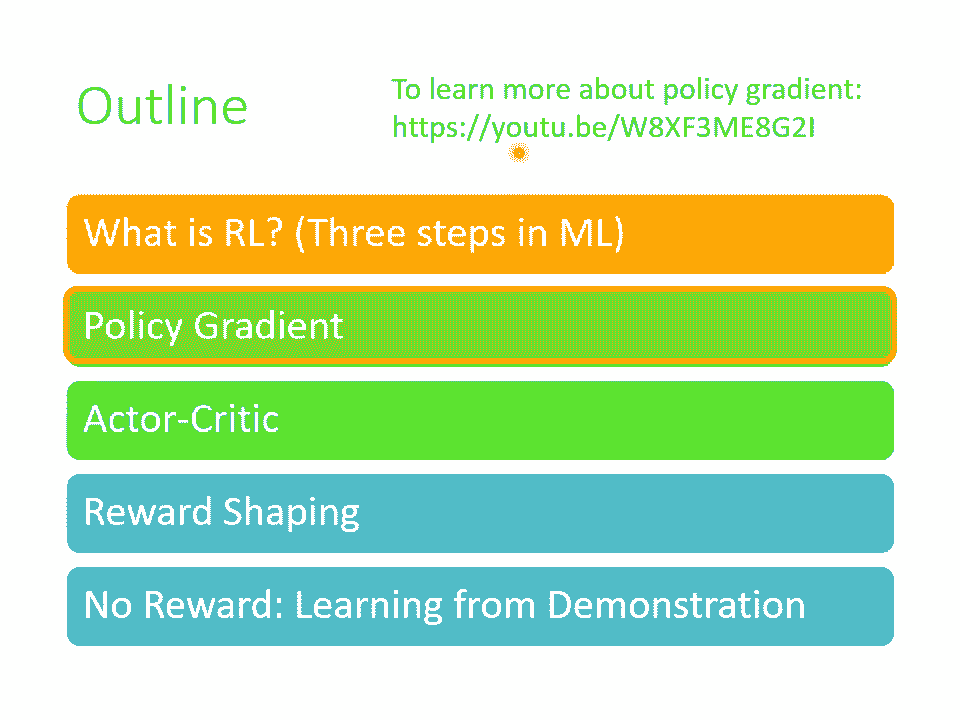 Outline
To learn more about policy gradient:
https://youtu.be/W8XF3ME8G2I
What is RL? (Three steps in ML)
Policy Gradient
Actor-Critic
Reward Shaping
No Reward: Learning from Demonstration